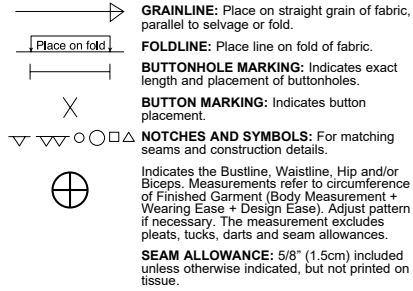 GRAINLINE: Place on straight grain of fabric,
parallel to selvage or fold.
Place on fold
FOLDLINE: Place line on fold of fabric.
BUTTONHOLE MARKING: Indicates exact
length and placement of buttonholes.
BUTTON MARKING: Indicates button
placement.
NOTCHES AND SYMBOLS: For matching
seams and construction details.
Indicates the Bustline, Waistline, Hip and/or
Biceps. Measurements refer to circumference
of Finished Garment (Body Measurement +
Wearing Ease + Design Ease). Adjust pattern
if necessary. The measurement excludes
pleats, tucks, darts and seam allowances.
SEAM ALLOWANCE: 5/8” (1.5cm) included
unless otherwise indicated, but not printed on
tissue.